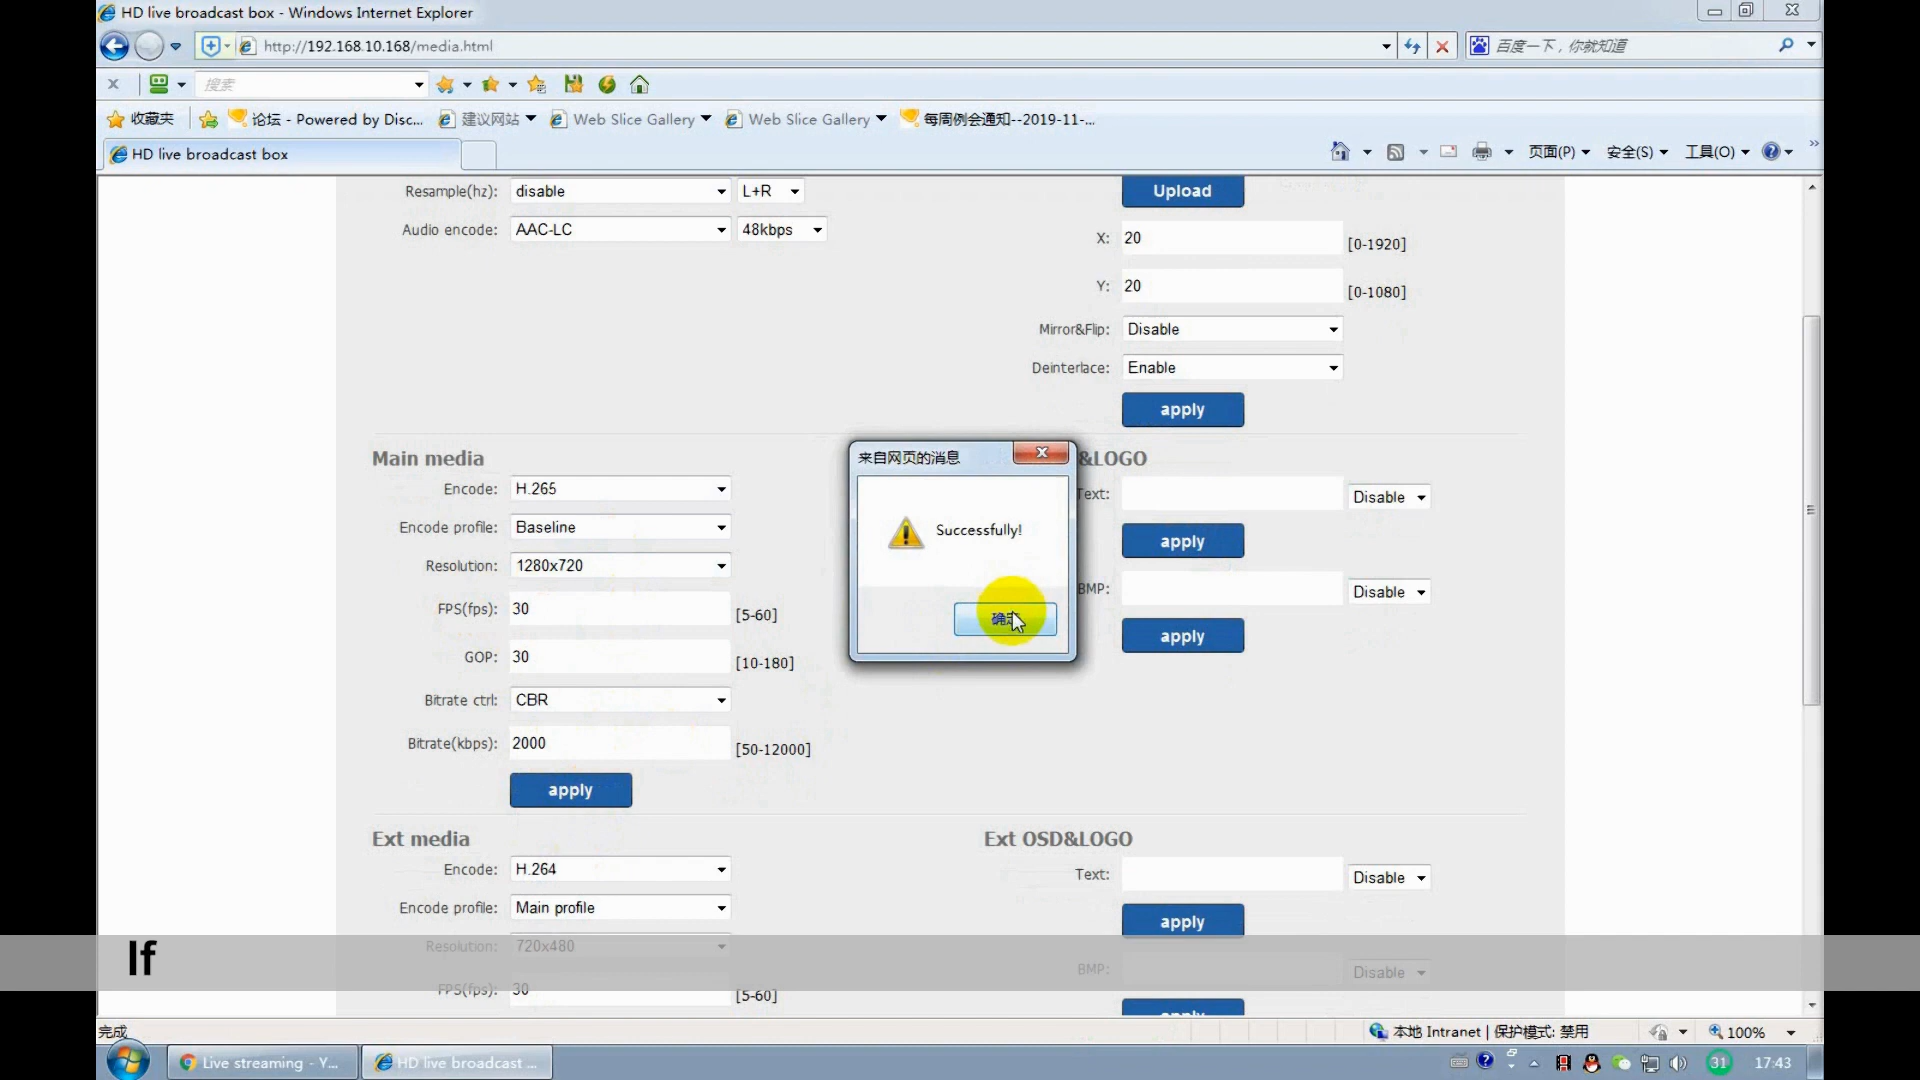 HD live broadcast box - Windows Internet Explorer
http://192.168.10.168/media.html
百度一下，你就知道
搜索
收藏夹 论坛 - Powered by Disc... 建议网站 Web Slice Gallery Web Slice Gallery 每周例会通知--2019-11-...
HD live broadcast box
页面(P) 安全(S) 工具(O)
Resample(hz): disable L+R
Upload
Audio encode: AAC-LC 48kbps
X: 20 [0-1920]
Y: 20 [0-1080]
Mirror&Flip: Disable
Deinterlace: Enable
apply
Main media
&LOGO
Encode: H.265
Text: Disable
Encode profile: Baseline
apply
Resolution: 1280x720
BMP: Disable
FPS(fps): 30 [5-60]
apply
GOP: 30 [10-180]
Bitrate ctrl: CBR
Bitrate(kbps): 2000 [50-12000]
apply
来自网页的消息
Successfully!
确定
Ext media
Ext OSD&LOGO
Encode: H.264
Text: Disable
Encode profile: Main profile
apply
Resolution: 720x480
If
BMP: Disable
FPS(fps): 30 [5-60]
apply
完成
本地 Intranet | 保护模式: 禁用
100%
Live streaming - Y...
HD live broadcast ...
31
17:43